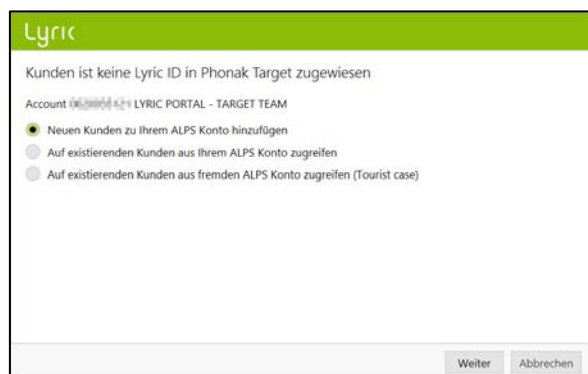 Lyric
Kunden ist keine Lyric ID in Phonak Target zugewiesen
Account LYRIC PORTAL - TARGET TEAM
Neuen Kunden zu Ihrem ALPS Konto hinzufügen
Auf existierenden Kunden aus Ihrem ALPS Konto zugreifen
Auf existierenden Kunden aus fremden ALPS Konto zugreifen (Tourist case)
Weiter Abbrechen